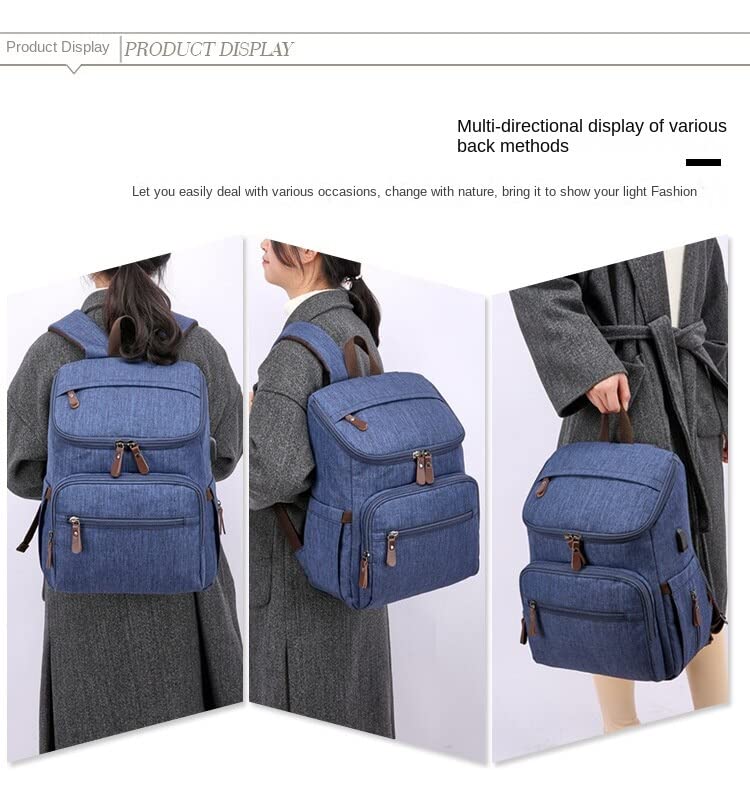 Product Display PRODUCT DISPLAY
Multi-directional display of various
back methods
Let you easily deal with various occasions, change with nature, bring it to show your light Fashion